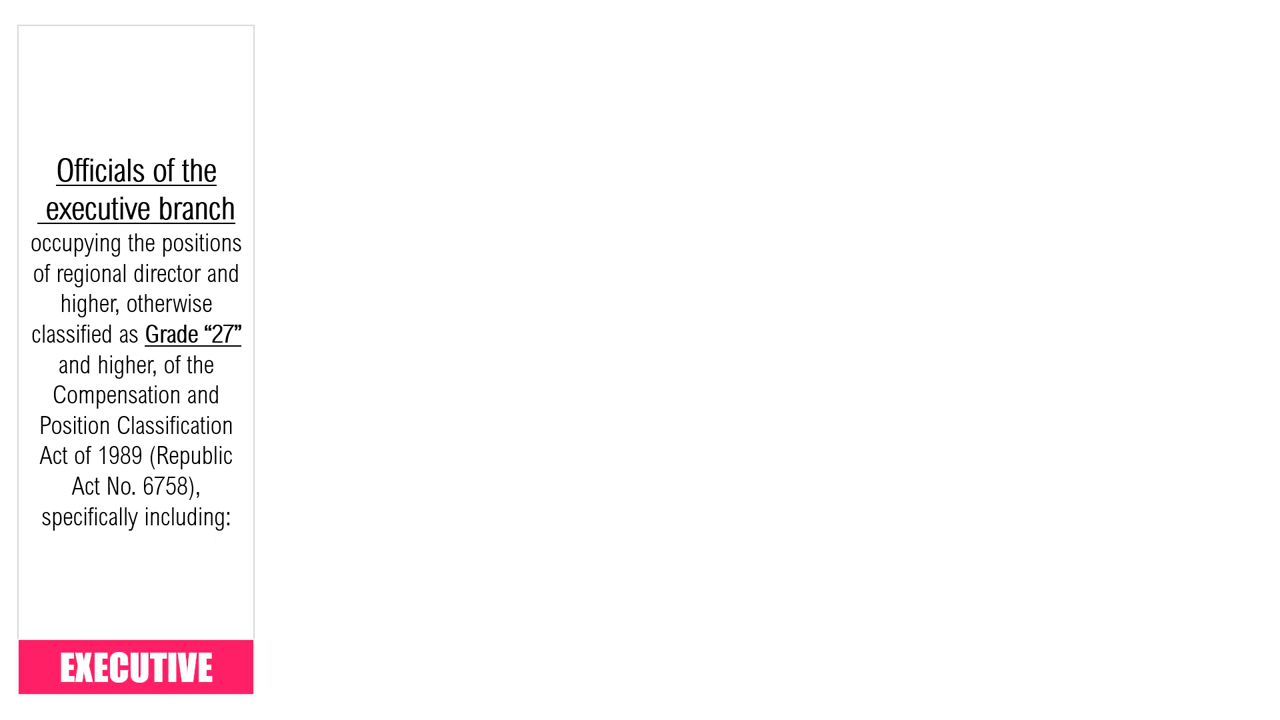 Officials of the
executive branch
occupying the positions
of regional director and
higher, otherwise
classified as Grade “27”
and higher, of the
Compensation and
Position Classification
Act of 1989 (Republic
Act No. 6758),
specifically including:
EXECUTIVE